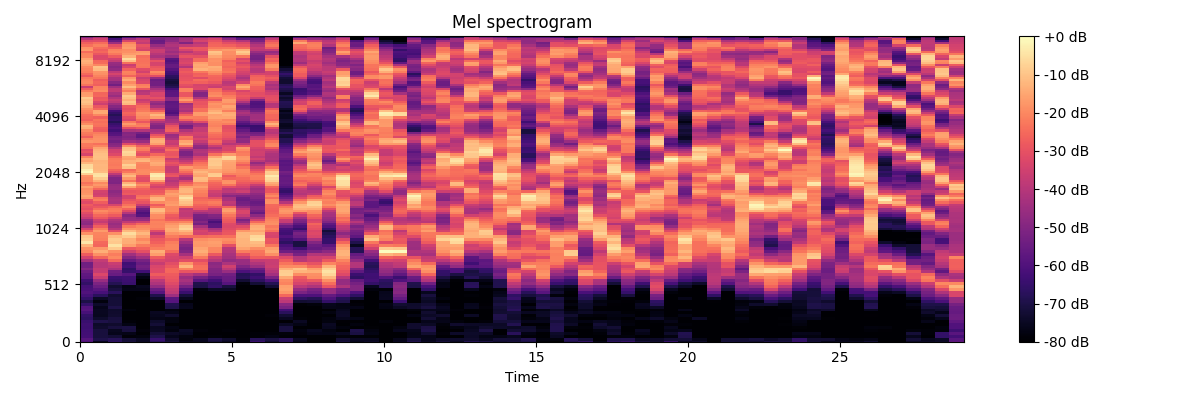 Mel spectrogram
Hz
8192
4096
2048
1024
512
0
0 5 10 15 20 25
Time
+0 dB
-10 dB
-20 dB
-30 dB
-40 dB
-50 dB
-60 dB
-70 dB
-80 dB